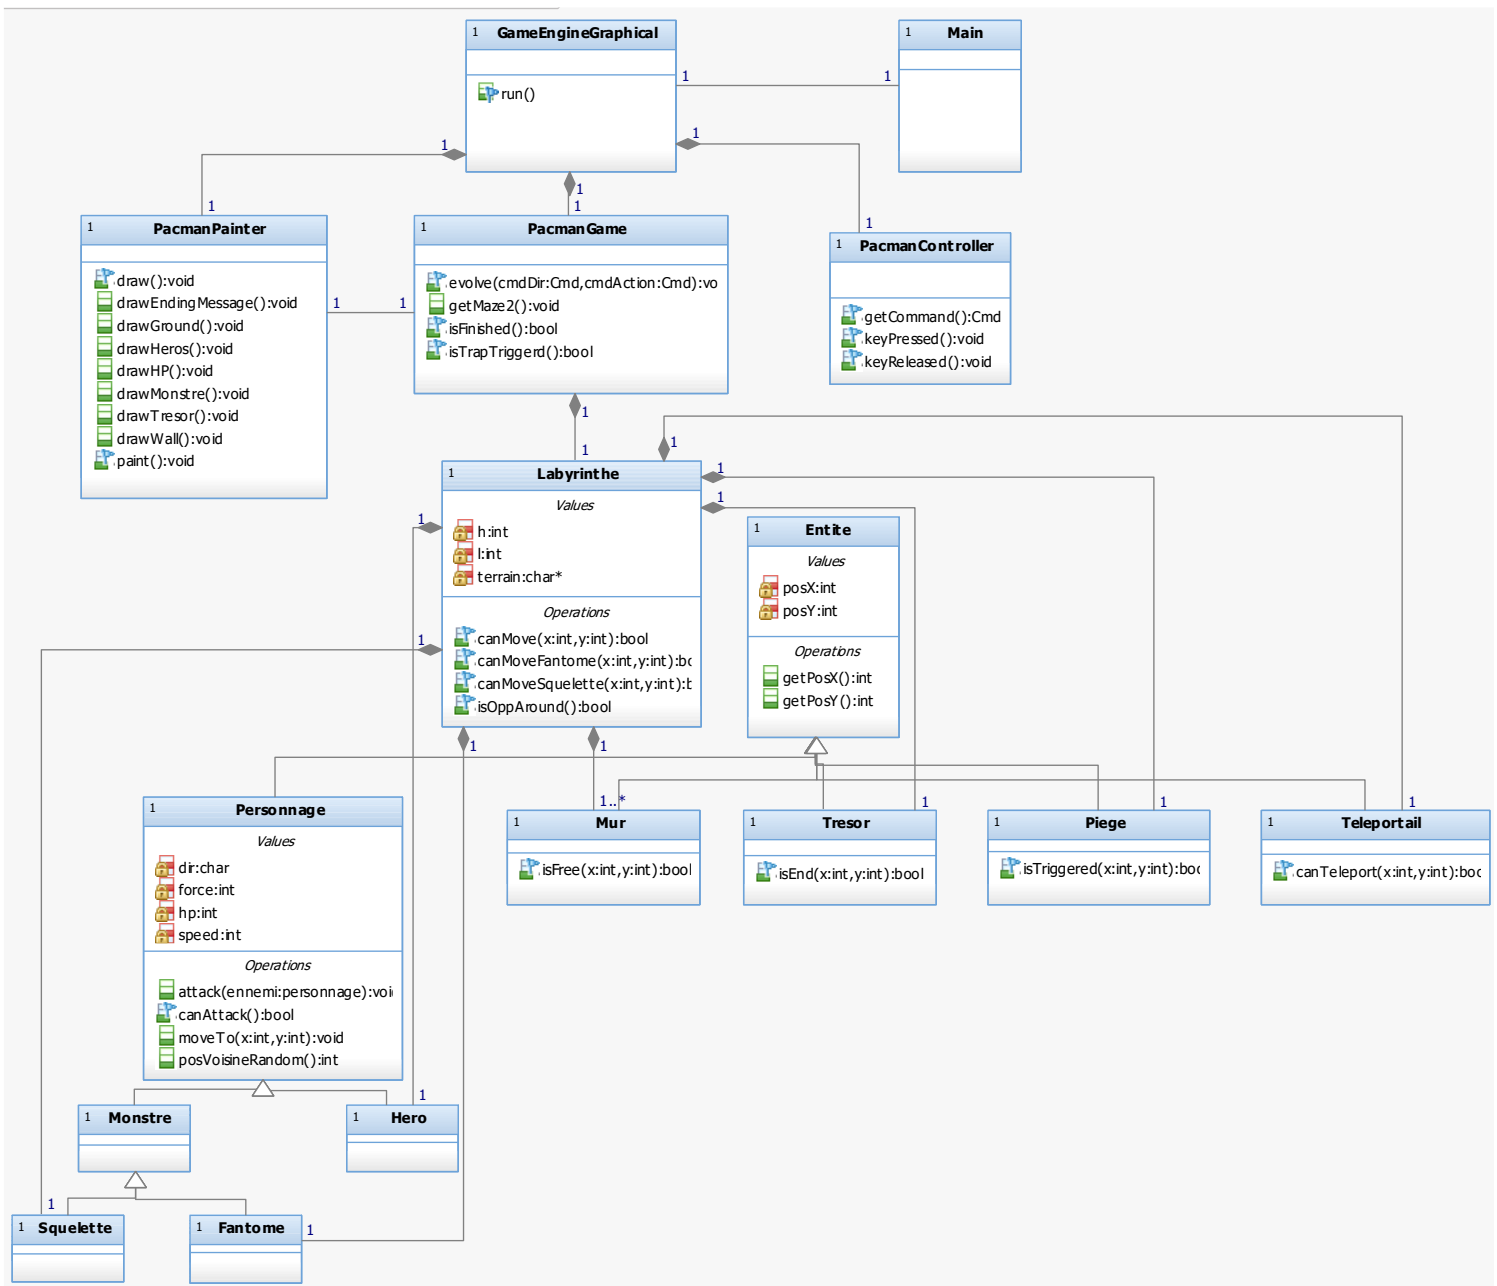 1 GameEngineGraphical
run()
1 Main
1
1
1
1
1
1
1
1
1 PacmanPainter
draw():void
drawEndingMessage():void
drawGround():void
drawHeros():void
drawHP():void
drawMonstre():void
drawTresor():void
drawWall():void
paint():void
1
1
1 PacmanGame
evolve(cmdDir:Cmd,cmdAction:Cmd):vo
getMaze2():void
isFinished():bool
isTrapTriggerd():bool
1 PacmanController
getCommand():Cmd
keyPressed():void
keyReleased():void
1
1
1
1
1
1
1
1
1
1 Labyrinthe
Values
h:int
l:int
terrain:char*
Operations
canMove(x:int,y:int):bool
canMoveFantome(x:int,y:int):bo
canMoveSquelette(x:int,y:int):b
isOppAround():bool
1 Entite
Values
posX:int
posY:int
Operations
getPosX():int
getPosY():int
1 Personnage
Values
dir:char
force:int
hp:int
speed:int
Operations
attack(ennemi:personnage):voi
canAttack():bool
moveTo(x:int,y:int):void
posVoisineRandom():int
1..*
1
1
1
1 Mur
isFree(x:int,y:int):bool
1 Tresor
isEnd(x:int,y:int):bool
1 Piege
isTriggered(x:int,y:int):boo
1 Teleportail
canTeleport(x:int,y:int):boo
1
1 Monstre
1 Hero
1
1 Squelette
1 Fantome
1